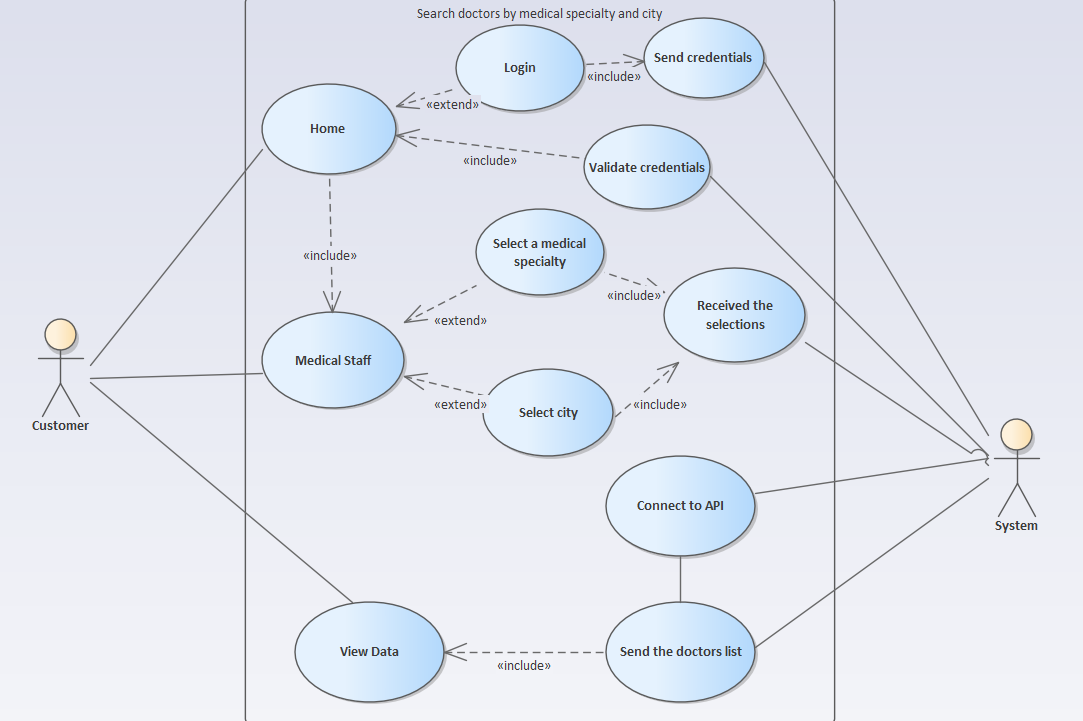 Search doctors by medical specialty and city
Login
Send credentials
«include»
«extend»
Home
«include»
Validate credentials
Select a medical
specialty
«include»
«include»
Received the
selections
«extend»
Medical Staff
«extend»
Select city
«include»
Customer
Connect to API
System
View Data
Send the doctors list
«include»